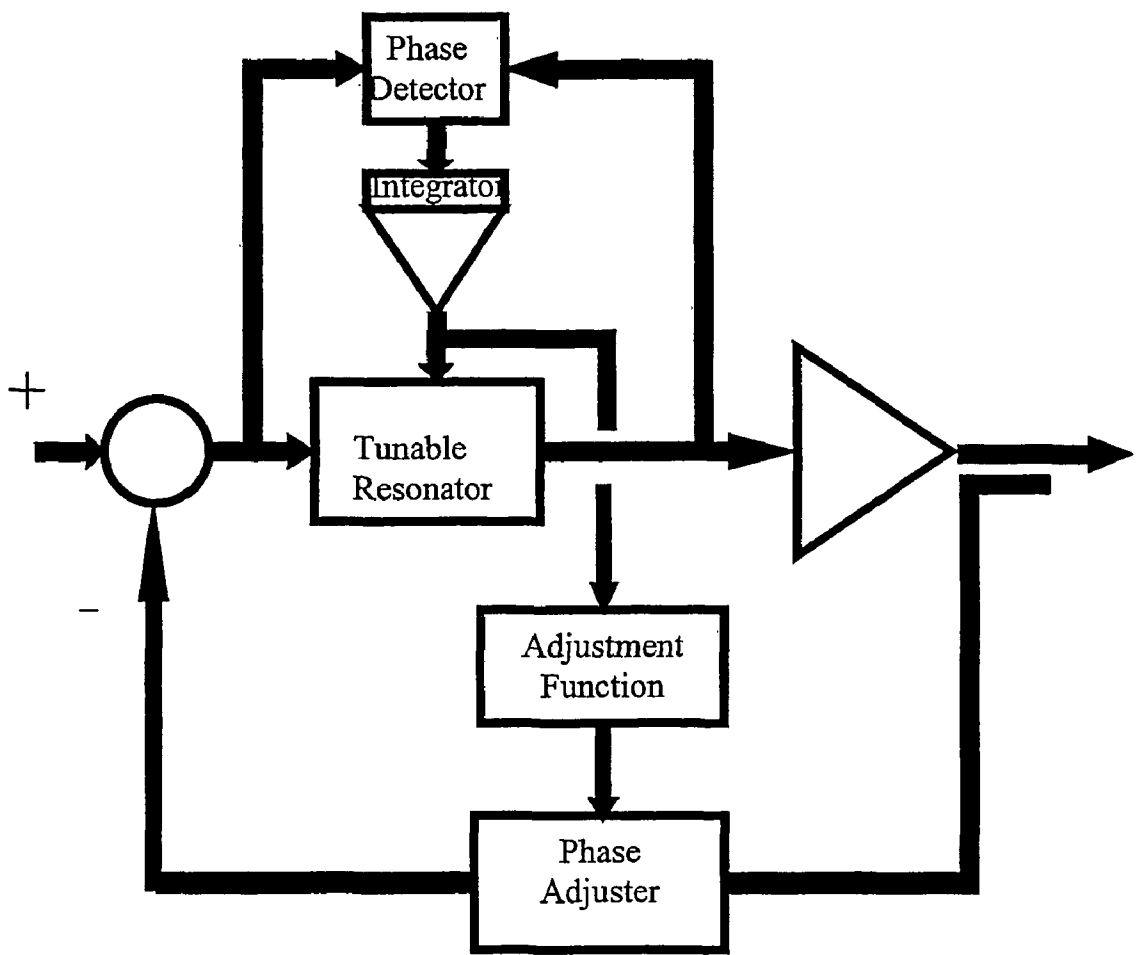 Phase
Detector
Integrator
+
Tunable
Resonator
−
Adjustment
Function
Phase
Adjuster